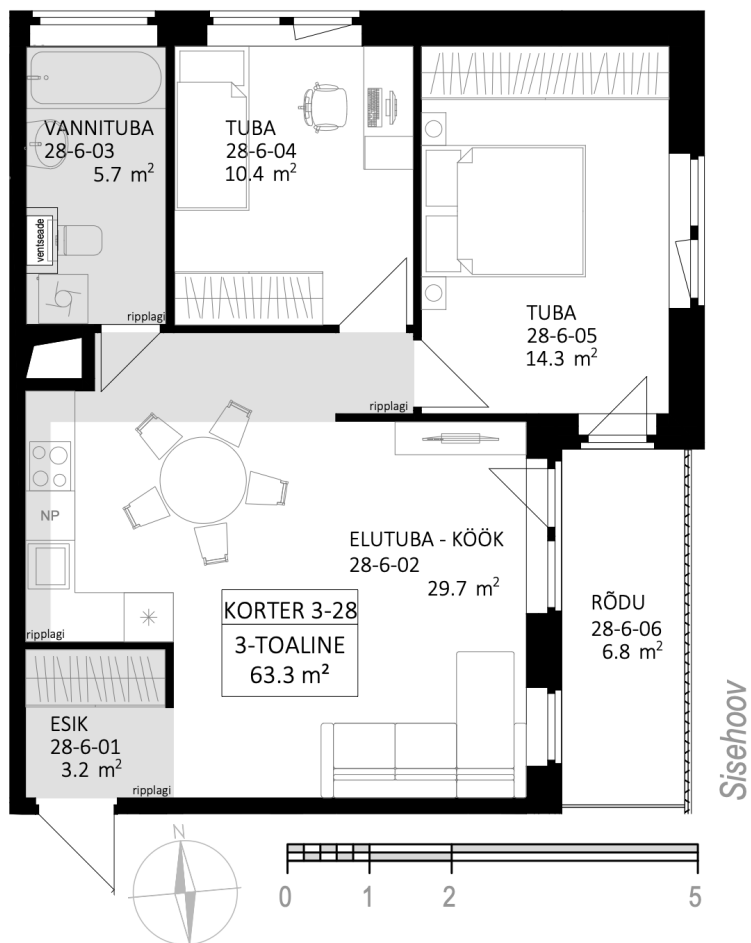 VANNITUBA
28-6-03
5.7 m²
ventseade
ripplagi
TUBA
28-6-04
10.4 m²
TUBA
28-6-05
14.3 m²
ripplagi
NP
ELUTUBA - KÖÖK
28-6-02
29.7 m²
KORTER 3-28
3-TOALINE
63.3 m²
RÕDU
28-6-06
6.8 m²
ripplagi
ESIK
28-6-01
3.2 m²
ripplagi
Sisehoov
N
0 1 2 5